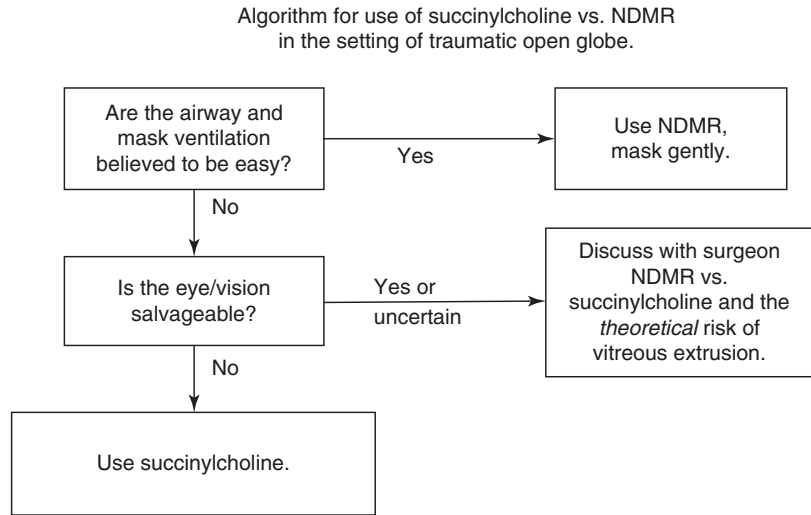 Algorithm for use of succinylcholine vs. NDMR
in the setting of traumatic open globe.
Are the airway and
mask ventilation
believed to be easy?
Yes
Use NDMR,
mask gently.
No
Is the eye/vision
salvageable?
Yes or
uncertain
Discuss with surgeon
NDMR vs.
succinylcholine and the
theoretical risk of
vitreous extrusion.
No
Use succinylcholine.